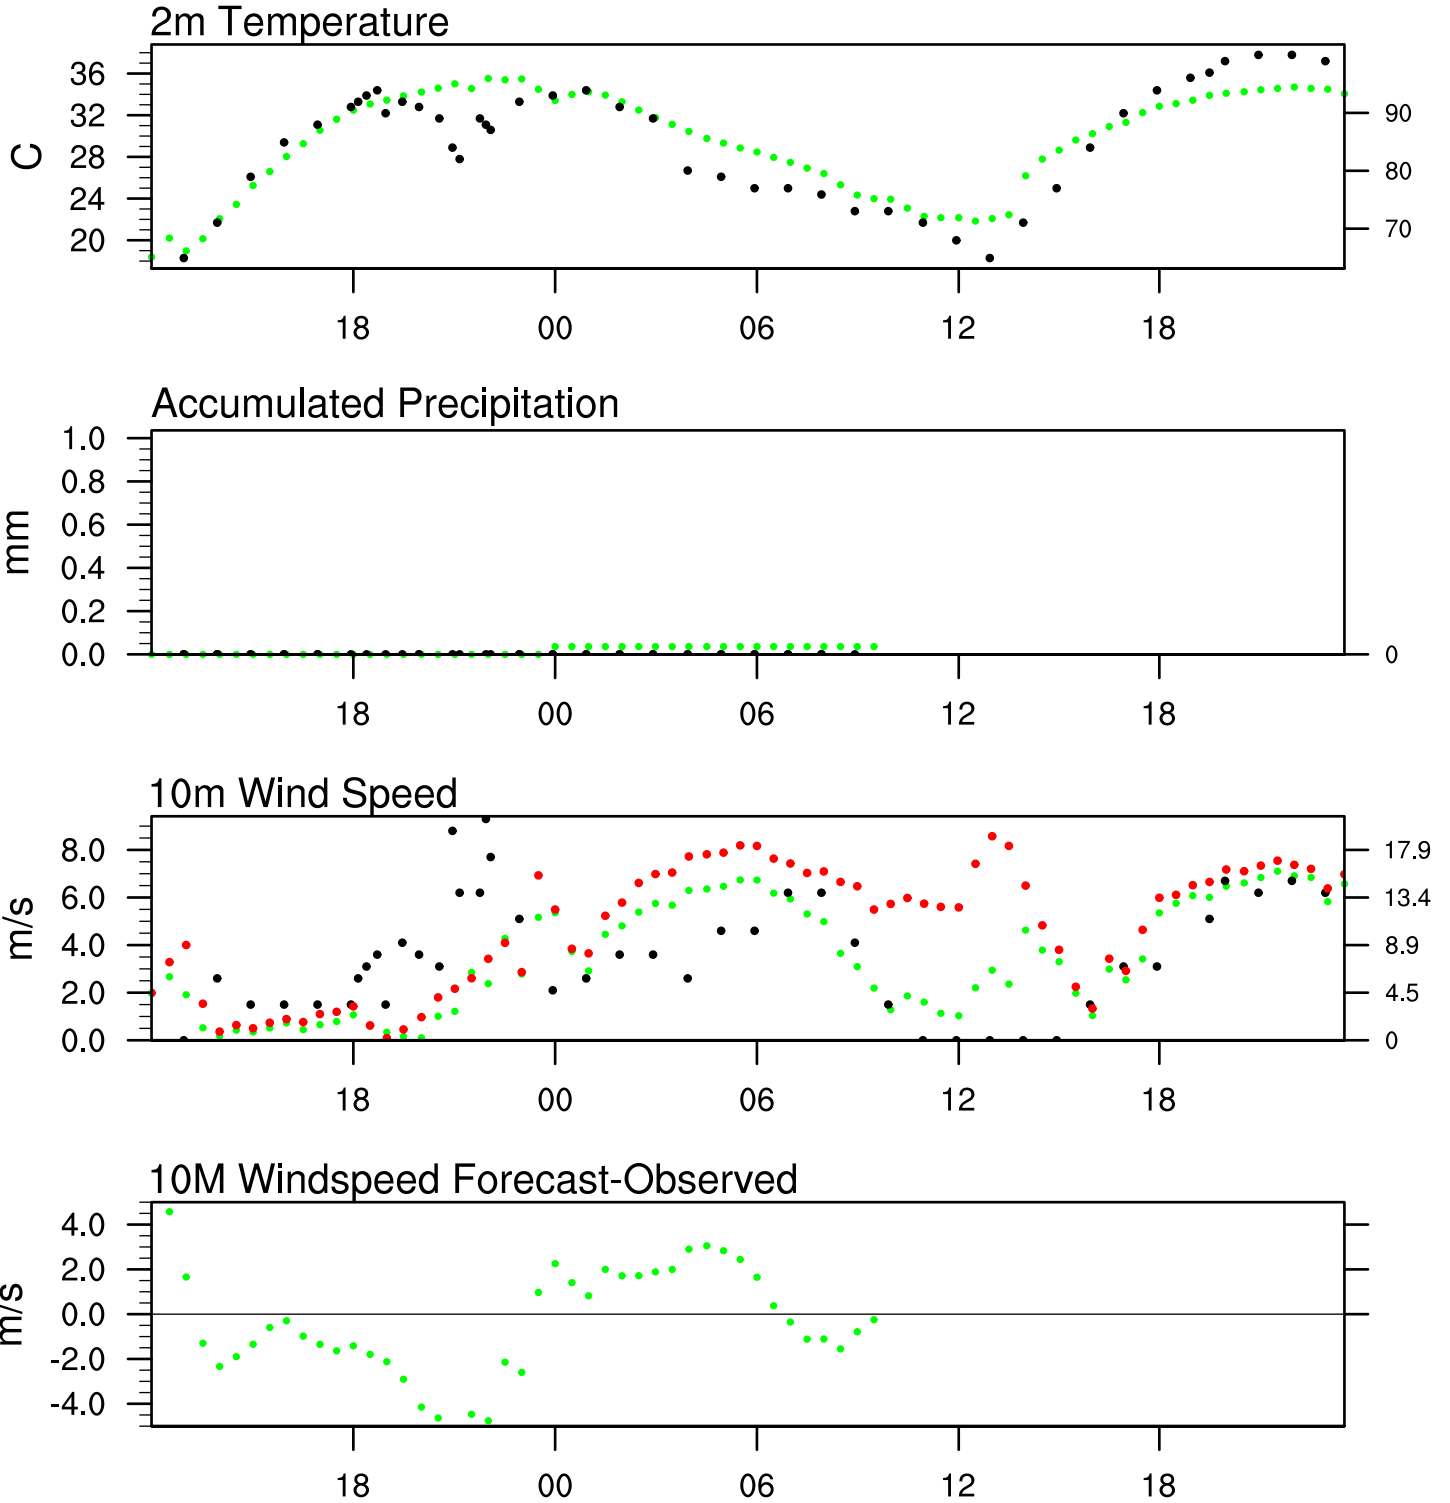 2m Temperature
36
32
28
24
20
C
90
80
70
18 00 06 12 18
Accumulated Precipitation
1.0
0.8
0.6
0.4
0.2
0.0
mm
0
18 00 06 12 18
10m Wind Speed
8.0
6.0
4.0
2.0
0.0
m/s
17.9
13.4
8.9
4.5
0
18 00 06 12 18
10M Windspeed Forecast-Observed
4.0
2.0
0.0
-2.0
-4.0
m/s
18 00 06 12 18